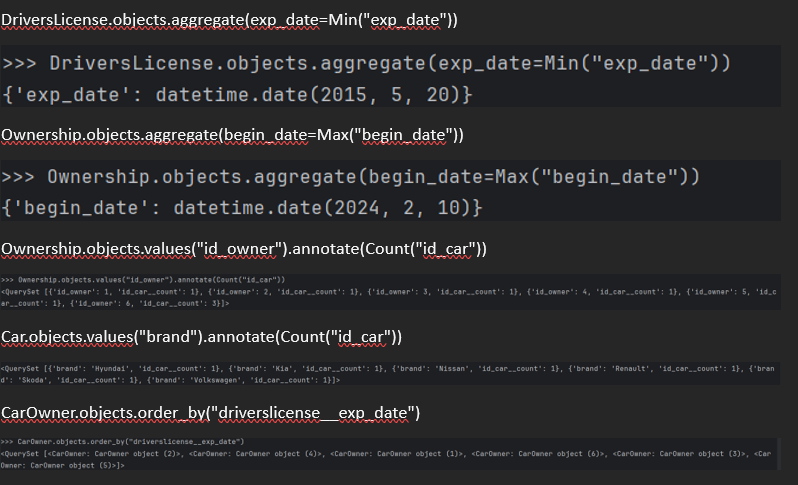 DriversLicense.objects.aggregate(exp_date=Min("exp_date"))
>>> DriversLicense.objects.aggregate(exp_date=Min("exp_date"))
{'exp_date': datetime.date(2015, 5, 20)}
Ownership.objects.aggregate(begin_date=Max("begin_date"))
>>> Ownership.objects.aggregate(begin_date=Max("begin_date"))
{'begin_date': datetime.date(2024, 2, 10)}
Ownership.objects.values("id_owner").annotate(Count("id_car"))
>>> Ownership.objects.values("id_owner").annotate(Count("id_car"))
<QuerySet [{'id_owner': 1, 'id_car__count': 1}, {'id_owner': 2, 'id_car__count': 1}, {'id_owner': 3, 'id_car__count': 1}, {'id_owner': 4, 'id_car__count': 1}, {'id_owner': 5, 'id_c
ar__count': 1}, {'id_owner': 6, 'id_car__count': 3}]>
Car.objects.values("brand").annotate(Count("id_car"))
<QuerySet [{'brand': 'Hyundai', 'id_car__count': 1}, {'brand': 'Kia', 'id_car__count': 1}, {'brand': 'Nissan', 'id_car__count': 1}, {'brand': 'Renault', 'id_car__count': 1}, {'bran
d': 'Skoda', 'id_car__count': 1}, {'brand': 'Volkswagen', 'id_car__count': 1}]>
CarOwner.objects.order_by("driverslicense__exp_date")
>>> CarOwner.objects.order_by("driverslicense__exp_date")
<QuerySet [<CarOwner: CarOwner object (2)>, <CarOwner: CarOwner object (4)>, <CarOwner: CarOwner object (1)>, <CarOwner: CarOwner object (6)>, <CarOwner: CarOwner object (3)>, <Car
Owner: CarOwner object (5)>]>